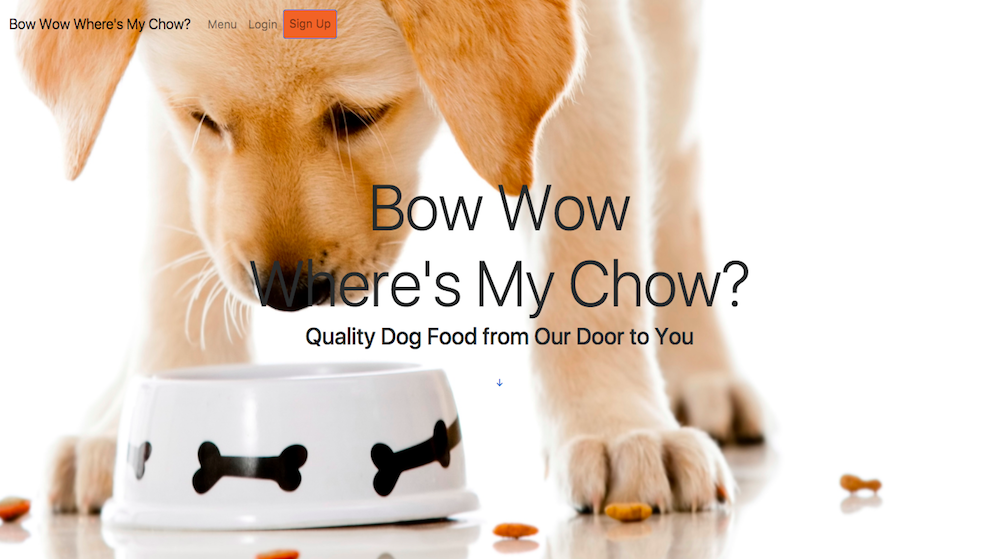 Bow Wow Where's My Chow? Menu Login Sign Up
Bow Wow
Where's My Chow?
Quality Dog Food from Our Door to You